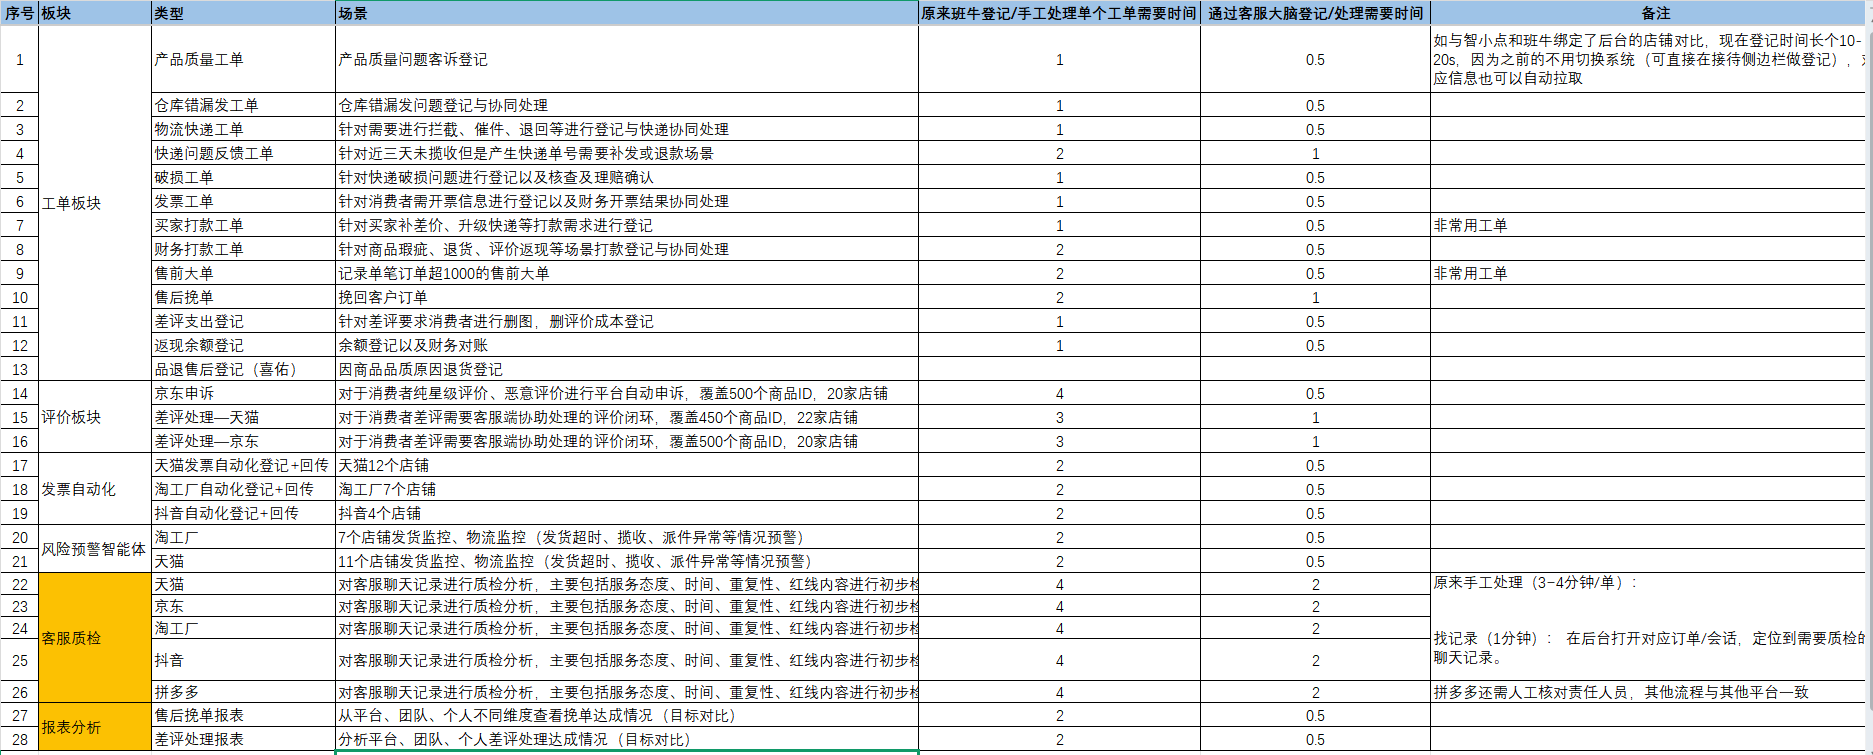 序号 板块 类型 场景 原来班牛登记/手工处理单个工单需要时间 通过客服大脑登记/处理需要时间 备注
1 工单板块 产品质量工单 产品质量问题客诉登记 1 0.5 如与智小点和班牛绑定了后台的店铺对比，现在登记时间长个10-
20s，因为之前的不用切换系统（可直接在接待侧边栏做登记），
应信息也可以自动拉取
2 仓库错漏发工单 仓库错漏发问题登记与协同处理 1 0.5
3 物流快递工单 针对需要进行拦截、催件、退回等进行登记与快递协同处理 1 0.5
4 快递问题反馈工单 针对近三天未揽收但是产生快递单号需要补发或退款场景 2 1
5 破损工单 针对快递破损问题进行登记以及核查及理赔确认 1 0.5
6 发票工单 针对消费者需开票信息进行登记以及财务开票结果协同处理 1 0.5
7 买家打款工单 针对买家补差价、升级快递等打款需求进行登记 1 0.5 非常用工单
8 财务打款工单 针对商品瑕疵、退货、评价返现等场景打款登记与协同处理 2 0.5
9 售前大单 记录单笔订单超1000的售前大单 2 0.5 非常用工单
10 售后挽单 挽回客户订单 2 1
11 差评支出登记 针对差评要求消费者进行删图，删评价成本登记 1 0.5
12 返现余额登记 余额登记以及财务对账 1 0.5
13 品退售后登记（喜佑） 因商品品质原因退货登记
14 评价板块 京东申诉 对于消费者纯星级评价、恶意评价进行平台自动申诉，覆盖500个商品ID，20家店铺 4 0.5
15 差评处理—天猫 对于消费者差评需要客服端协助处理的评价闭环，覆盖450个商品ID，22家店铺 3 1
16 差评处理—京东 对于消费者差评需要客服端协助处理的评价闭环，覆盖500个商品ID，20家店铺 3 1
17 发票自动化 天猫发票自动化登记+回传 天猫12个店铺 2 0.5
18 淘工厂自动化登记+回传 淘工厂7个店铺 2 0.5
19 抖音自动化登记+回传 抖音4个店铺 2 0.5
20 风险预警智能体 淘工厂 7个店铺发货监控、物流监控（发货超时、揽收、派件异常等情况预警） 2 0.5
21 天猫 11个店铺发货监控、物流监控（发货超时、揽收、派件异常等情况预警） 2 0.5
22 客服质检 天猫 对客服聊天记录进行质检分析，主要包括服务态度、时间、重复性、红线内容进行初步检 4 2 原来手工处理（3-4分钟/单）：
23 京东 对客服聊天记录进行质检分析，主要包括服务态度、时间、重复性、红线内容进行初步检 4 2
24 淘工厂 对客服聊天记录进行质检分析，主要包括服务态度、时间、重复性、红线内容进行初步检 4 2 找记录（1分钟）： 在后台打开对应订单/会话，定位到需要质检的
25 抖音 对客服聊天记录进行质检分析，主要包括服务态度、时间、重复性、红线内容进行初步检 4 2 聊天记录。
26 拼多多 对客服聊天记录进行质检分析，主要包括服务态度、时间、重复性、红线内容进行初步检 4 2 拼多多还需人工核对责任人员，其他流程与其他平台一致
27 报表分析 售后挽单报表 从平台、团队、个人不同维度查看挽单达成情况（目标对比） 2 0.5
28 差评处理报表 分析平台、团队、个人差评处理达成情况（目标对比） 2 0.5